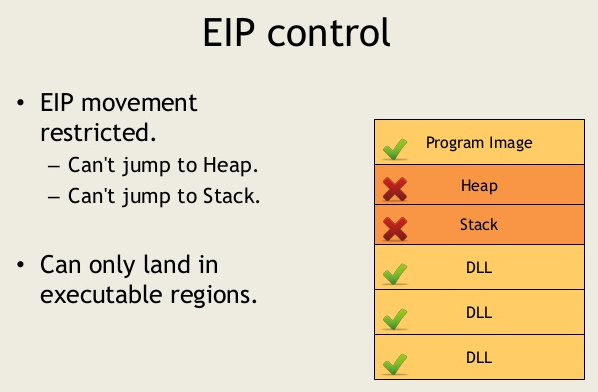 EIP control
• EIP movement
restricted.
– Can't jump to Heap.
– Can't jump to Stack.
• Can only land in
executable regions.
Program Image
Heap
Stack
DLL
DLL
DLL